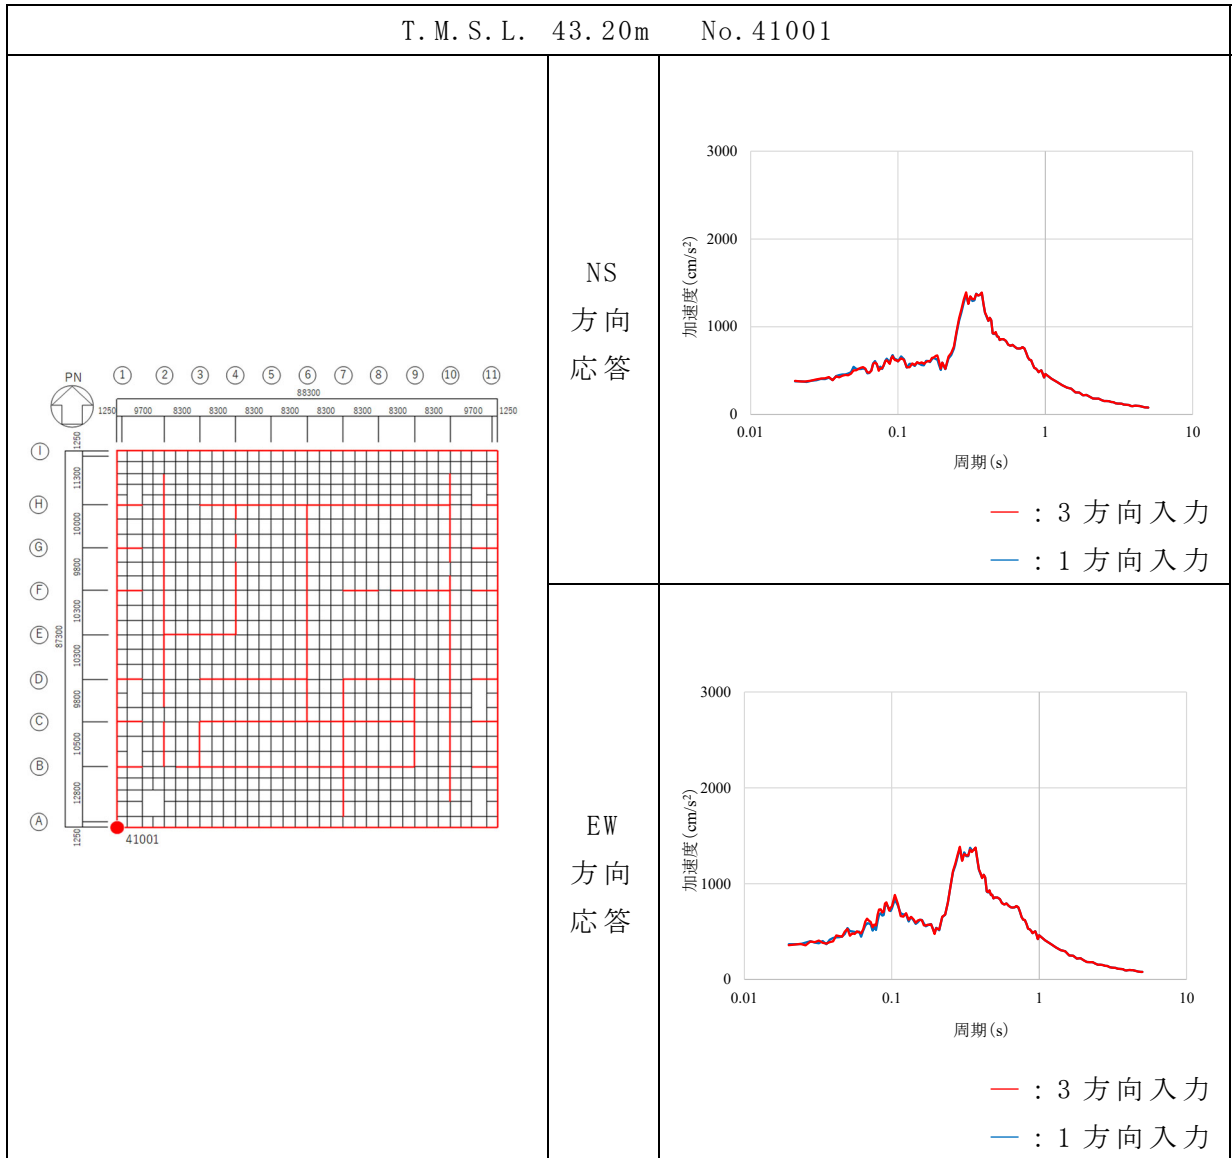 T.M.S.L. 43.20m No.41001
PN
1 2 3 4 5 6 7 8 9 10 11
88300
1250 9700 8300 8300 8300 8300 8300 8300 8300 8300 9700 1250
I
H
G
F
E
D
C
B
A
87300
1250
11300
10000
9800
10300
10300
9800
10500
12800
1250
41001
NS
方向
応答
加速度(cm/s²)
3000
2000
1000
0
0.01 0.1 1 10
周期(s)
― : 3 方向入力
― : 1 方向入力
EW
方向
応答
加速度(cm/s²)
3000
2000
1000
0
0.01 0.1 1 10
周期(s)
― : 3 方向入力
― : 1 方向入力